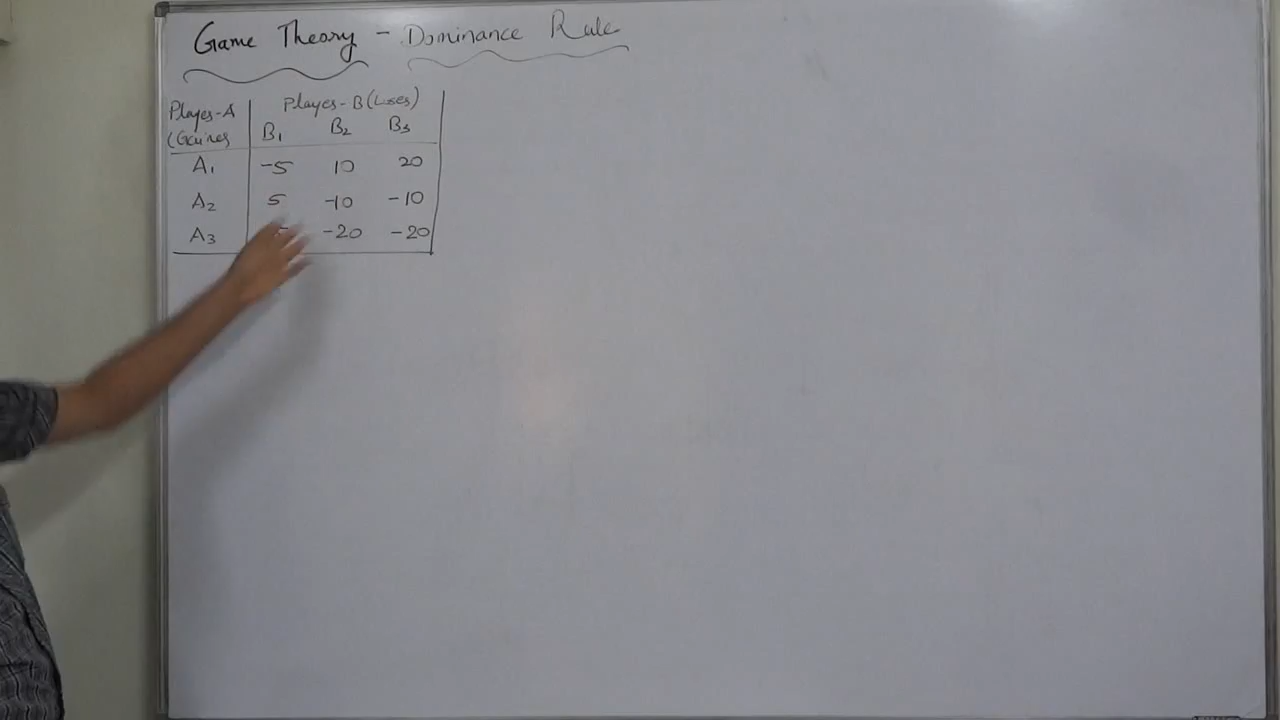 Game Theory - Dominance Rule
Player-A Player-B (Loses)
(Gaines B1 B2 B3
A1 -5 10 20
A2 5 -10 -10
A3 -20 -20